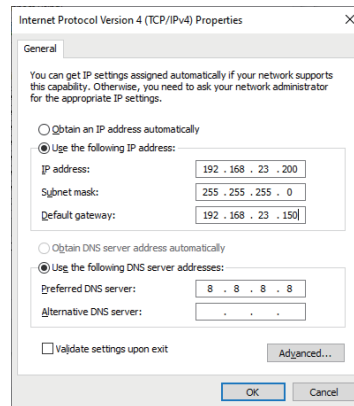 Internet Protocol Version 4 (TCP/IPv4) Properties
General
You can get IP settings assigned automatically if your network supports
this capability. Otherwise, you need to ask your network administrator
for the appropriate IP settings.
Obtain an IP address automatically
Use the following IP address:
IP address: 192 . 168 . 23 . 200
Subnet mask: 255 . 255 . 255 . 0
Default gateway: 192 . 168 . 23 . 150
Obtain DNS server address automatically
Use the following DNS server addresses:
Preferred DNS server: 8 . 8 . 8 . 8
Alternative DNS server: . . .
Validate settings upon exit
Advanced...
OK Cancel